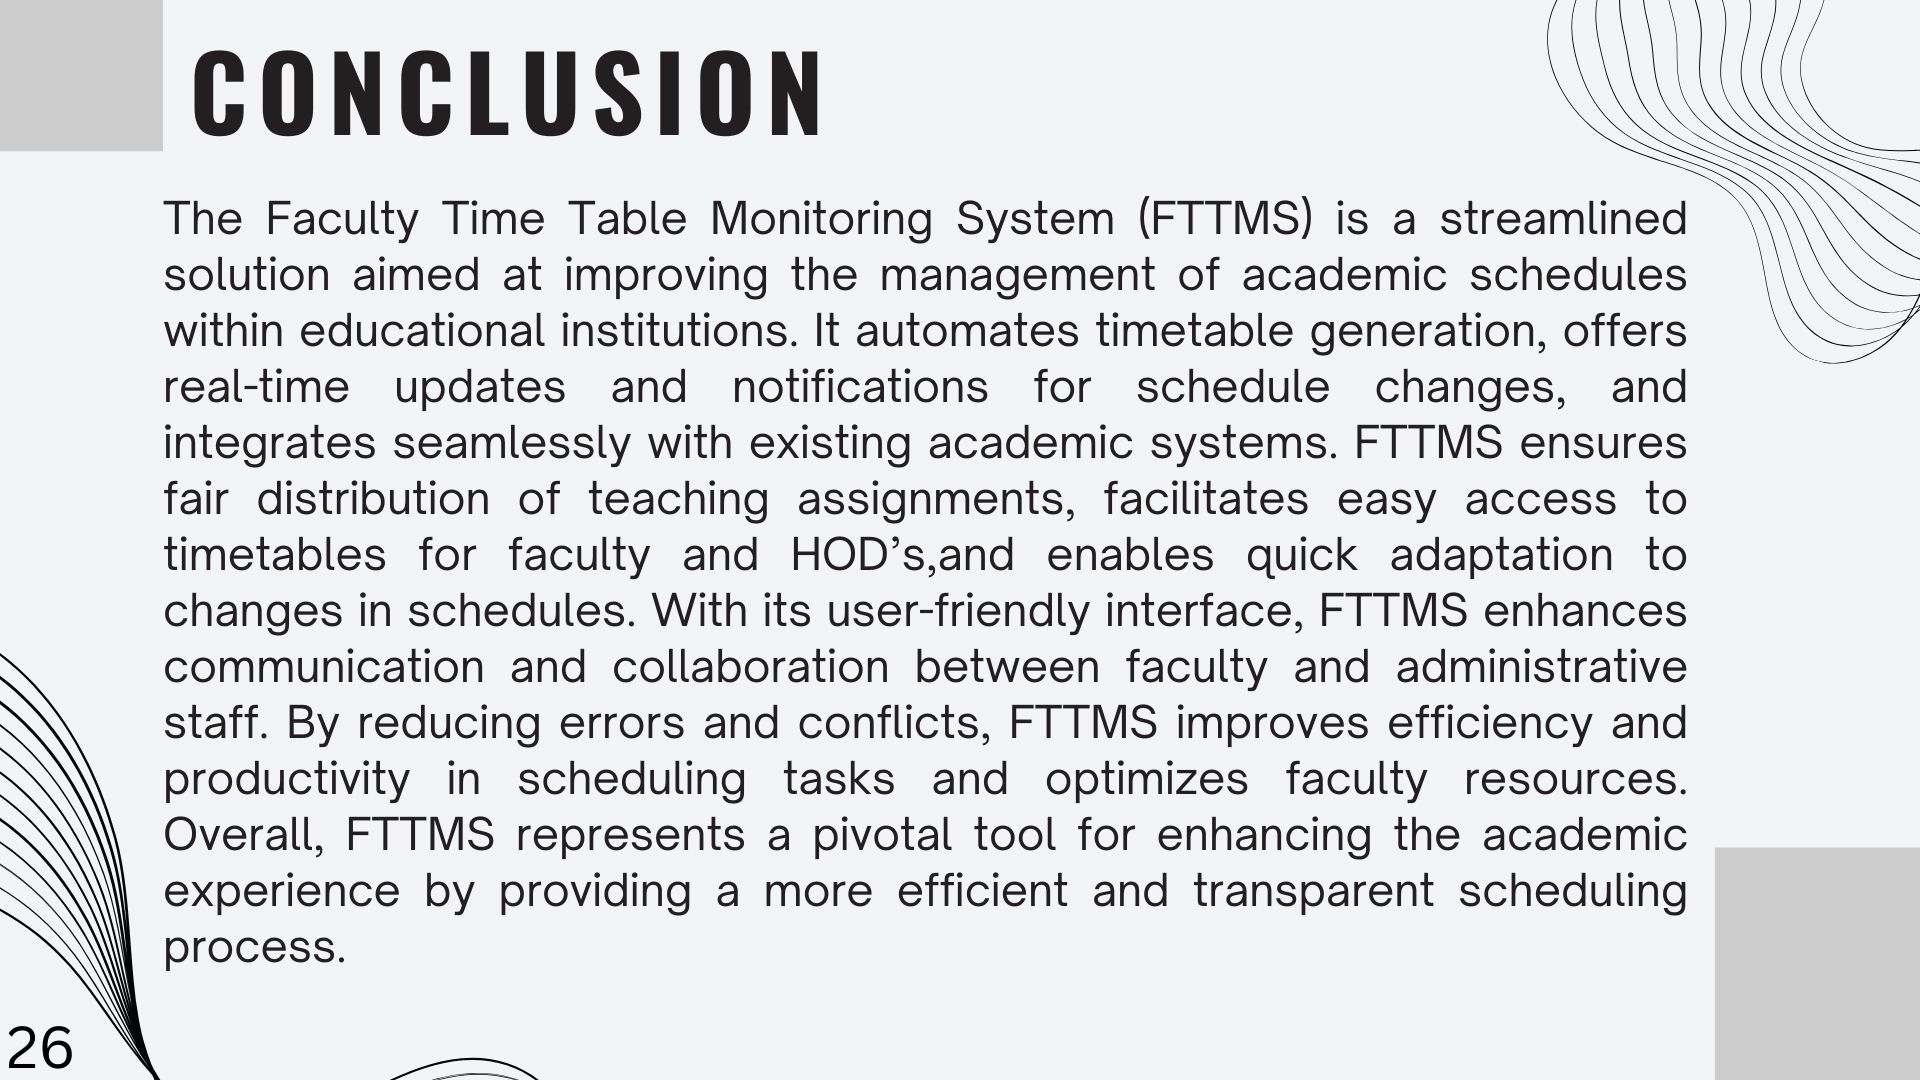 CONCLUSION
The Faculty Time Table Monitoring System (FTTMS) is a streamlined
solution aimed at improving the management of academic schedules
within educational institutions. It automates timetable generation, offers
real-time updates and notifications for schedule changes, and
integrates seamlessly with existing academic systems. FTTMS ensures
fair distribution of teaching assignments, facilitates easy access to
timetables for faculty and HOD’s,and enables quick adaptation to
changes in schedules. With its user-friendly interface, FTTMS enhances
communication and collaboration between faculty and administrative
staff. By reducing errors and conflicts, FTTMS improves efficiency and
productivity in scheduling tasks and optimizes faculty resources.
Overall, FTTMS represents a pivotal tool for enhancing the academic
experience by providing a more efficient and transparent scheduling
process.
26